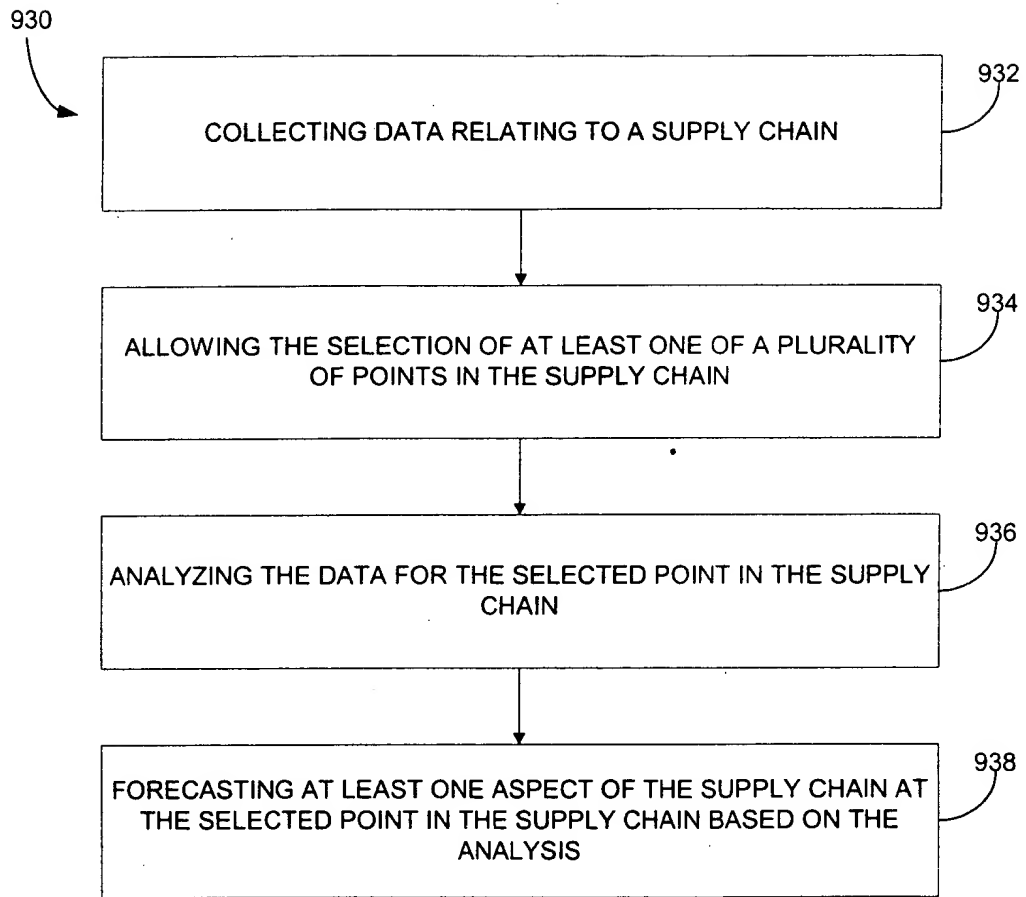 930
932
COLLECTING DATA RELATING TO A SUPPLY CHAIN
934
ALLOWING THE SELECTION OF AT LEAST ONE OF A PLURALITY
OF POINTS IN THE SUPPLY CHAIN
936
ANALYZING THE DATA FOR THE SELECTED POINT IN THE SUPPLY
CHAIN
938
FORECASTING AT LEAST ONE ASPECT OF THE SUPPLY CHAIN AT
THE SELECTED POINT IN THE SUPPLY CHAIN BASED ON THE
ANALYSIS